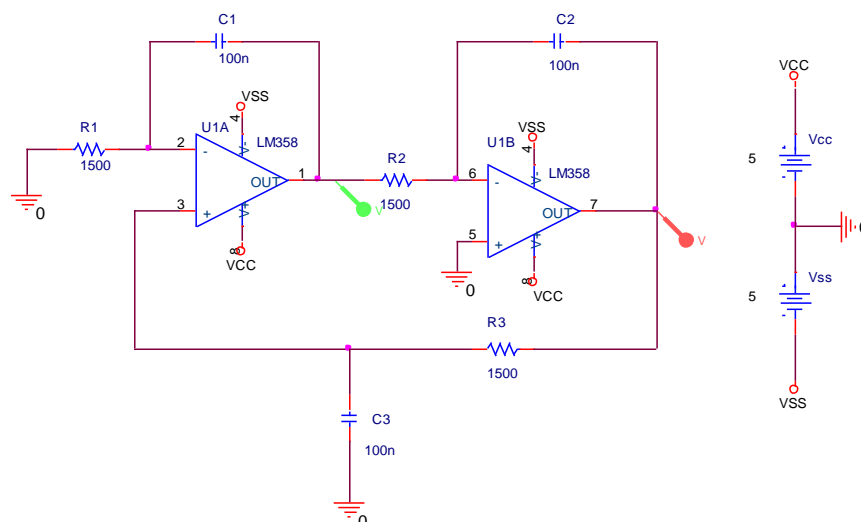 C1
100n
VSS
4
U1A
LM358
V-
R1
1500
2
-
OUT
1
3
+
V+
8
VCC
0
V
R2
1500
C2
100n
VSS
4
U1B
LM358
V-
6
-
OUT
7
5
+
V+
8
VCC
0
V
R3
1500
C3
100n
0
VCC
5
Vcc
5
Vss
VSS